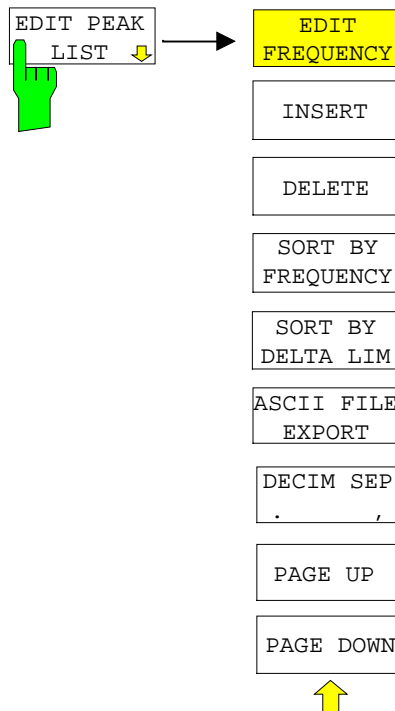 EDIT PEAK
LIST
EDIT
FREQUENCY
INSERT
DELETE
SORT BY
FREQUENCY
SORT BY
DELTA LIM
ASCII FILE
EXPORT
DECIM SEP
. ,
PAGE UP
PAGE DOWN